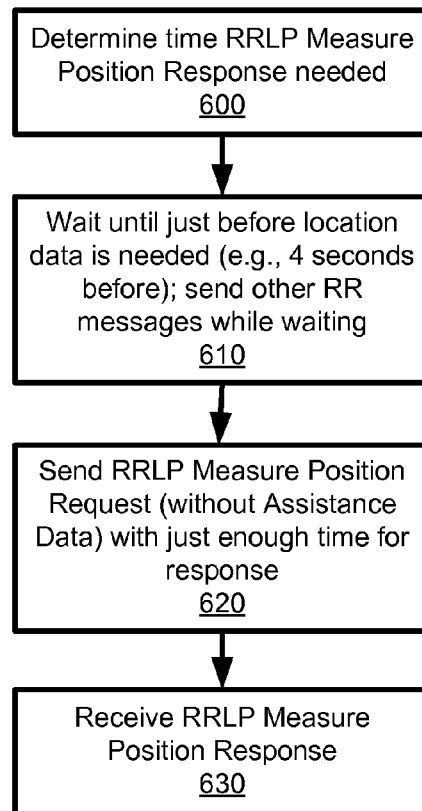 Determine time RRLP Measure
Position Response needed
600
Wait until just before location
data is needed (e.g., 4 seconds
before); send other RR
messages while waiting
610
Send RRLP Measure Position
Request (without Assistance
Data) with just enough time for
response
620
Receive RRLP Measure
Position Response
630